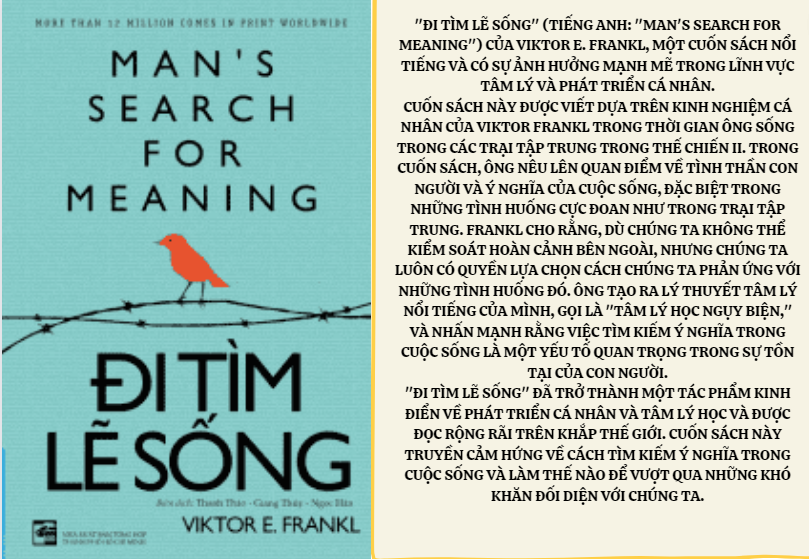 MORE THAN 12 MILLION COPIES IN PRINT WORLDWIDE
MAN'S
SEARCH
FOR
MEANING
ĐI TÌM
LẼ SỐNG
VIKTOR E. FRANKL
"ĐI TÌM LẼ SỐNG" (TIẾNG ANH: "MAN'S SEARCH FOR
MEANING") CỦA VIKTOR E. FRANKL, MỘT CUỐN SÁCH NỔI
TIẾNG VÀ CÓ SỰ ẢNH HƯỞNG MẠNH MẼ TRONG LĨNH VỰC
TÂM LÝ VÀ PHÁT TRIỂN CÁ NHÂN.
CUỐN SÁCH NÀY ĐƯỢC VIẾT DỰA TRÊN KINH NGHIỆM CÁ
NHÂN CỦA VIKTOR FRANKL TRONG THỜI GIAN ÔNG SỐNG
TRONG CÁC TRẠI TẬP TRUNG TRONG THẾ CHIẾN II. TRONG
CUỐN SÁCH, ÔNG NÊU LÊN QUAN ĐIỂM VỀ TÌNH THẦN CON
NGƯỜI VÀ Ý NGHĨA CỦA CUỘC SỐNG, ĐẶC BIỆT TRONG
NHỮNG TÌNH HUỐNG CỰC ĐOAN NHƯ TRONG TRẠI TẬP
TRUNG. FRANKL CHO RẰNG, DÙ CHÚNG TA KHÔNG THỂ
KIỂM SOÁT HOÀN CẢNH BÊN NGOÀI, NHƯNG CHÚNG TA
LUÔN CÓ QUYỀN LỰA CHỌN CÁCH CHÚNG TA PHẢN ỨNG VỚI
NHỮNG TÌNH HUỐNG ĐÓ. ÔNG TẠO RA LÝ THUYẾT TÂM LÝ
NỔI TIẾNG CỦA MÌNH, GỌI LÀ "TÂM LÝ HỌC NGỤY BIỆN,"
VÀ NHẤN MẠNH RẰNG VIỆC TÌM KIẾM Ý NGHĨA TRONG
CUỘC SỐNG LÀ MỘT YẾU TỐ QUAN TRỌNG TRONG SỰ TỒN
TẠI CỦA CON NGƯỜI.
"ĐI TÌM LẼ SỐNG" ĐÃ TRỞ THÀNH MỘT TÁC PHẨM KINH
ĐIỂN VỀ PHÁT TRIỂN CÁ NHÂN VÀ TÂM LÝ HỌC VÀ ĐƯỢC
ĐỌC RỘNG RÃI TRÊN KHẮP THẾ GIỚI. CUỐN SÁCH NÀY
TRUYỀN CẢM HỨNG VỀ CÁCH TÌM KIẾM Ý NGHĨA TRONG
CUỘC SỐNG VÀ LÀM THẾ NÀO ĐỂ VƯỢT QUA NHỮNG KHÓ
KHĂN ĐỐI DIỆN VỚI CHÚNG TA.